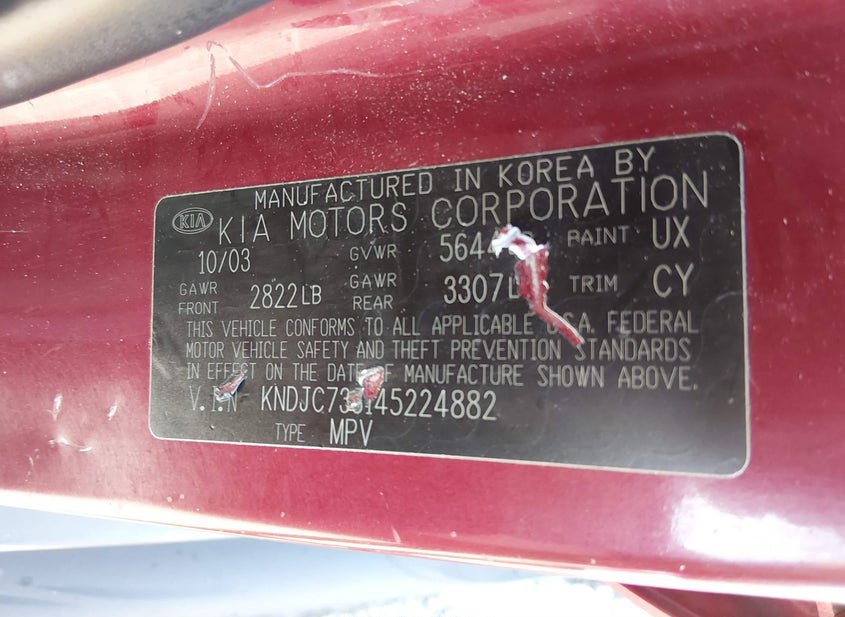 MANUFACTURED IN KOREA BY
KIA KIA MOTORS CORPORATION
10/03 GVWR PAINT UX
GAWR FRONT 2822LB GAWR REAR 3307 TRIM CY
THIS VEHICLE CONFORMS TO ALL APPLICABLE U.S.A. FEDERAL
MOTOR VEHICLE SAFETY AND THEFT PREVENTION STANDARDS
IN EFFECT ON THE DATE OF MANUFACTURE SHOWN ABOVE.
V.I.N
TYPE MPV